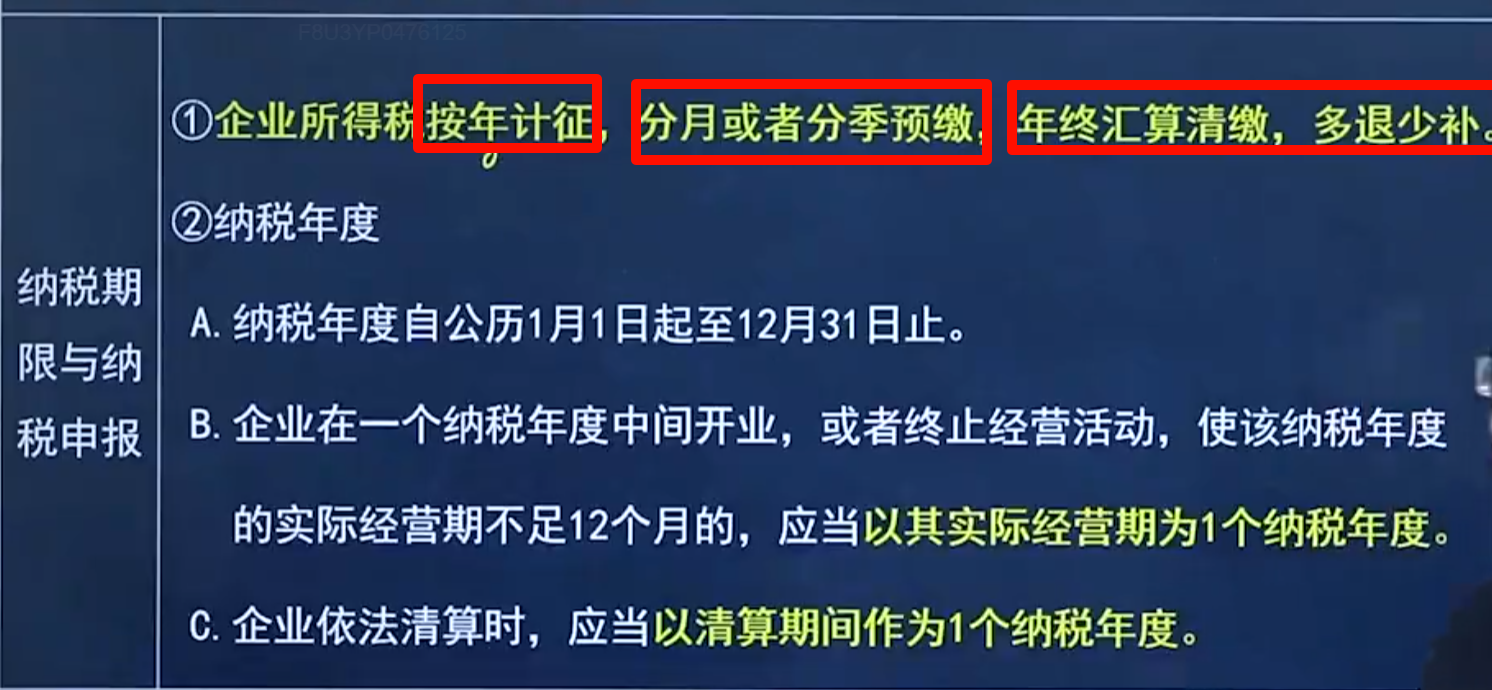 F8U3YP0476125
①企业所得税按年计征，分月或者分季预缴，年终汇算清缴，多退少补。
②纳税年度
A. 纳税年度自公历1月1日起至12月31日止。
纳税期
限与纳
税申报
B. 企业在一个纳税年度中间开业，或者终止经营活动，使该纳税年度
的实际经营期不足12个月的，应当以其实际经营期为1个纳税年度。
C. 企业依法清算时，应当以清算期间作为1个纳税年度。